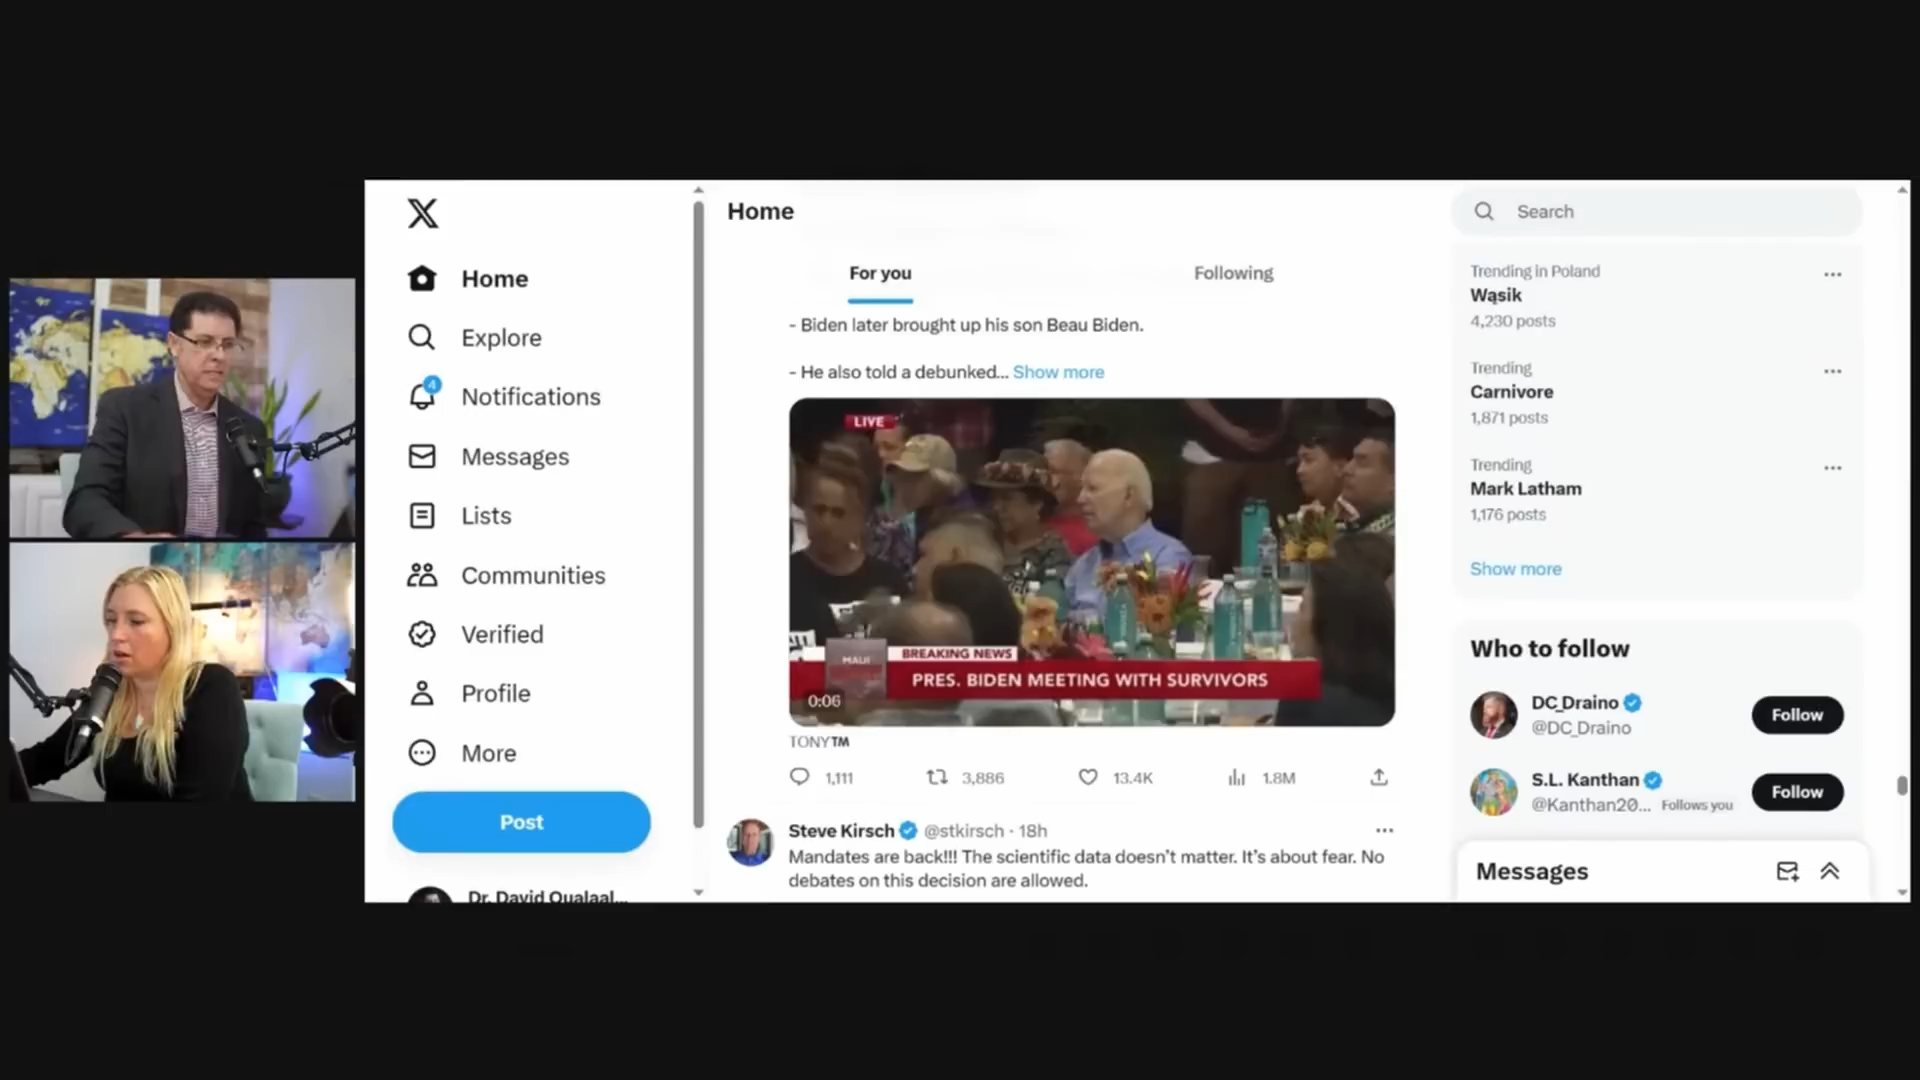 Home
Explore
4
Notifications
Messages
Lists
Communities
Verified
Profile
More
Post
Dr. David Oualaal...
Home
For you
Following
- Biden later brought up his son Beau Biden.
- He also told a debunked... Show more
LIVE
MAUI
BREAKING NEWS
PRES. BIDEN MEETING WITH SURVIVORS
0:06
TONY™
1,111
3,886
13.4K
1.8M
Steve Kirsch @stkirsch · 18h
Mandates are back!!! The scientific data doesn't matter. It's about fear. No
debates on this decision are allowed.
Search
Trending in Poland
Wąsik
4,230 posts
Trending
Carnivore
1,871 posts
Trending
Mark Latham
1,176 posts
Show more
Who to follow
DC_Draino
@DC_Draino
Follow
S.L. Kanthan
@Kanthan20... Follows you
Follow
Messages